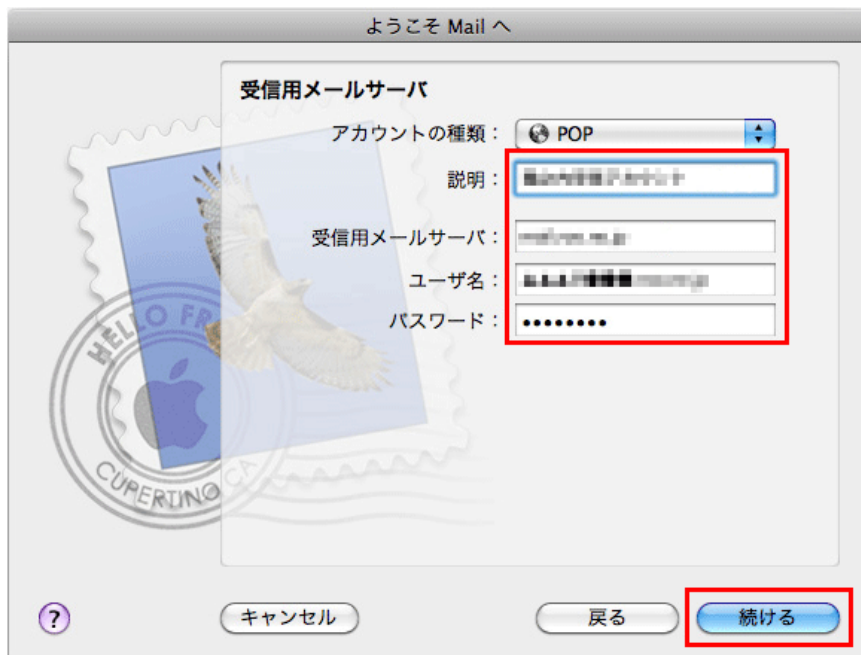 ようこそ Mail へ
受信用メールサーバ
アカウントの種類： POP
説明：
受信用メールサーバ：
ユーザ名：
パスワード： ••••••••
HELLO FR
CUPERTINO CA
? キャンセル 戻る 続ける